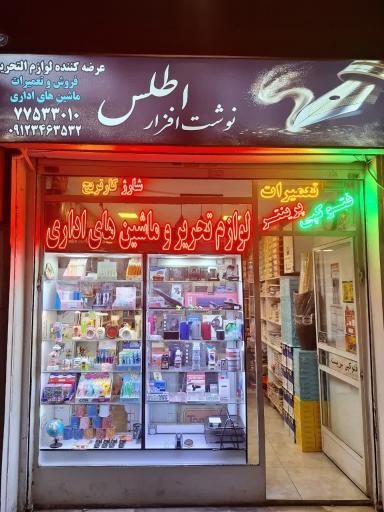 عرضه کننده لوازم التحریر
فروش و تعمیرات
ماشین های اداری
۷۷۵۳۳۰۱۰
۰۹۱۲۳۴۶۳۵۳۲
اطلس
نوشت افزار
شارژ کارتریج
تعمیرات
پرینتر
فتوکپی
لوازم تحریر و ماشین های اداری